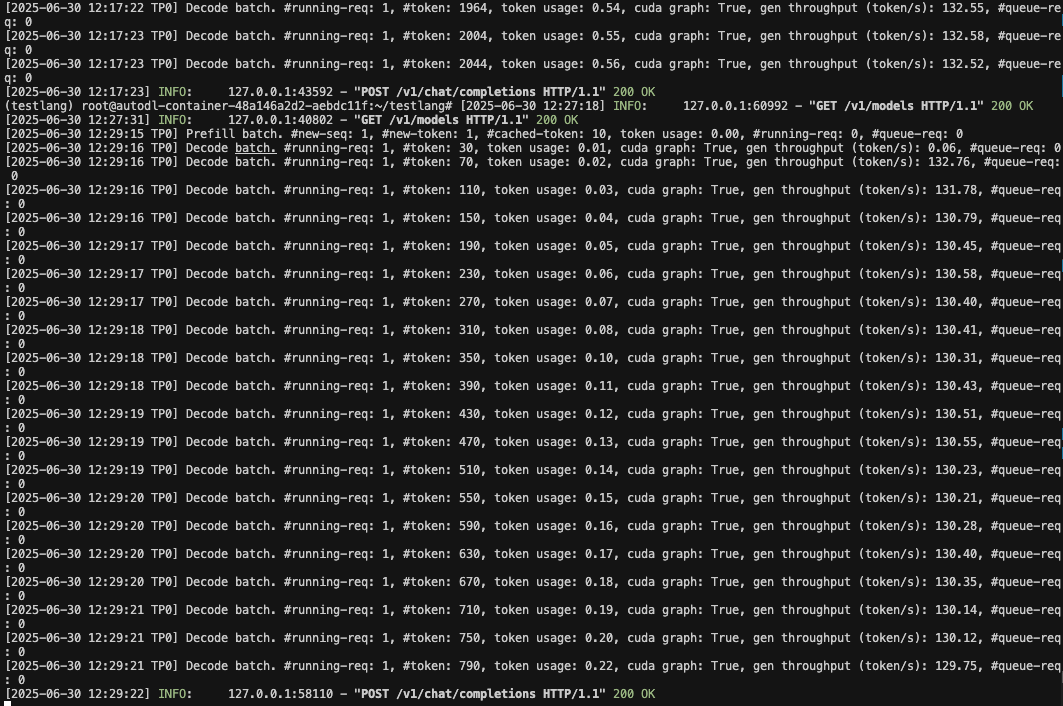 [2025-06-30 12:17:22 TP0] Decode batch. #running-req: 1, #token: 1964, token usage: 0.54, cuda graph: True, gen throughput (token/s): 132.55, #queue-re
q: 0
[2025-06-30 12:17:23 TP0] Decode batch. #running-req: 1, #token: 2004, token usage: 0.55, cuda graph: True, gen throughput (token/s): 132.58, #queue-re
q: 0
[2025-06-30 12:17:23 TP0] Decode batch. #running-req: 1, #token: 2044, token usage: 0.56, cuda graph: True, gen throughput (token/s): 132.52, #queue-re
q: 0
[2025-06-30 12:17:23] INFO:     127.0.0.1:43592 - "POST /v1/chat/completions HTTP/1.1" 200 OK
(testlang) root@autodl-container-48a146a2d2-aebdc11f:~/testlang# [2025-06-30 12:27:18] INFO:     127.0.0.1:60992 - "GET /v1/models HTTP/1.1" 200 OK
[2025-06-30 12:27:31] INFO:     127.0.0.1:40802 - "GET /v1/models HTTP/1.1" 200 OK
[2025-06-30 12:29:15 TP0] Prefill batch. #new-seq: 1, #new-token: 1, #cached-token: 10, token usage: 0.00, #running-req: 0, #queue-req: 0
[2025-06-30 12:29:16 TP0] Decode batch. #running-req: 1, #token: 30, token usage: 0.01, cuda graph: True, gen throughput (token/s): 0.06, #queue-req: 0
[2025-06-30 12:29:16 TP0] Decode batch. #running-req: 1, #token: 70, token usage: 0.02, cuda graph: True, gen throughput (token/s): 132.76, #queue-req:
 0
[2025-06-30 12:29:16 TP0] Decode batch. #running-req: 1, #token: 110, token usage: 0.03, cuda graph: True, gen throughput (token/s): 131.78, #queue-req
: 0
[2025-06-30 12:29:16 TP0] Decode batch. #running-req: 1, #token: 150, token usage: 0.04, cuda graph: True, gen throughput (token/s): 130.79, #queue-req
: 0
[2025-06-30 12:29:17 TP0] Decode batch. #running-req: 1, #token: 190, token usage: 0.05, cuda graph: True, gen throughput (token/s): 130.45, #queue-req
: 0
[2025-06-30 12:29:17 TP0] Decode batch. #running-req: 1, #token: 230, token usage: 0.06, cuda graph: True, gen throughput (token/s): 130.58, #queue-req
: 0
[2025-06-30 12:29:17 TP0] Decode batch. #running-req: 1, #token: 270, token usage: 0.07, cuda graph: True, gen throughput (token/s): 130.40, #queue-req
: 0
[2025-06-30 12:29:18 TP0] Decode batch. #running-req: 1, #token: 310, token usage: 0.08, cuda graph: True, gen throughput (token/s): 130.41, #queue-req
: 0
[2025-06-30 12:29:18 TP0] Decode batch. #running-req: 1, #token: 350, token usage: 0.10, cuda graph: True, gen throughput (token/s): 130.31, #queue-req
: 0
[2025-06-30 12:29:18 TP0] Decode batch. #running-req: 1, #token: 390, token usage: 0.11, cuda graph: True, gen throughput (token/s): 130.43, #queue-req
: 0
[2025-06-30 12:29:19 TP0] Decode batch. #running-req: 1, #token: 430, token usage: 0.12, cuda graph: True, gen throughput (token/s): 130.51, #queue-req
: 0
[2025-06-30 12:29:19 TP0] Decode batch. #running-req: 1, #token: 470, token usage: 0.13, cuda graph: True, gen throughput (token/s): 130.55, #queue-req
: 0
[2025-06-30 12:29:19 TP0] Decode batch. #running-req: 1, #token: 510, token usage: 0.14, cuda graph: True, gen throughput (token/s): 130.23, #queue-req
: 0
[2025-06-30 12:29:20 TP0] Decode batch. #running-req: 1, #token: 550, token usage: 0.15, cuda graph: True, gen throughput (token/s): 130.21, #queue-req
: 0
[2025-06-30 12:29:20 TP0] Decode batch. #running-req: 1, #token: 590, token usage: 0.16, cuda graph: True, gen throughput (token/s): 130.28, #queue-req
: 0
[2025-06-30 12:29:20 TP0] Decode batch. #running-req: 1, #token: 630, token usage: 0.17, cuda graph: True, gen throughput (token/s): 130.40, #queue-req
: 0
[2025-06-30 12:29:20 TP0] Decode batch. #running-req: 1, #token: 670, token usage: 0.18, cuda graph: True, gen throughput (token/s): 130.35, #queue-req
: 0
[2025-06-30 12:29:21 TP0] Decode batch. #running-req: 1, #token: 710, token usage: 0.19, cuda graph: True, gen throughput (token/s): 130.14, #queue-req
: 0
[2025-06-30 12:29:21 TP0] Decode batch. #running-req: 1, #token: 750, token usage: 0.20, cuda graph: True, gen throughput (token/s): 130.12, #queue-req
: 0
[2025-06-30 12:29:21 TP0] Decode batch. #running-req: 1, #token: 790, token usage: 0.22, cuda graph: True, gen throughput (token/s): 129.75, #queue-req
: 0
[2025-06-30 12:29:22] INFO:     127.0.0.1:58110 - "POST /v1/chat/completions HTTP/1.1" 200 OK